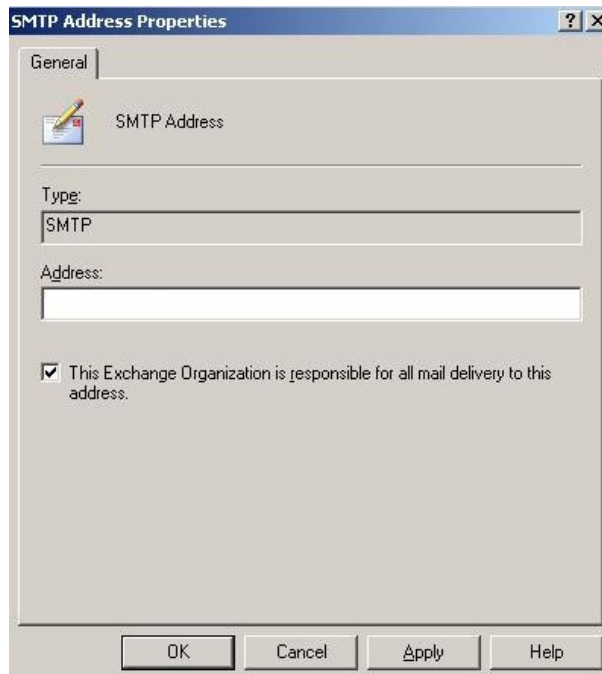 SMTP Address Properties
General
SMTP Address
Type:
SMTP
Address:
This Exchange Organization is responsible for all mail delivery to this
address.
OK Cancel Apply Help